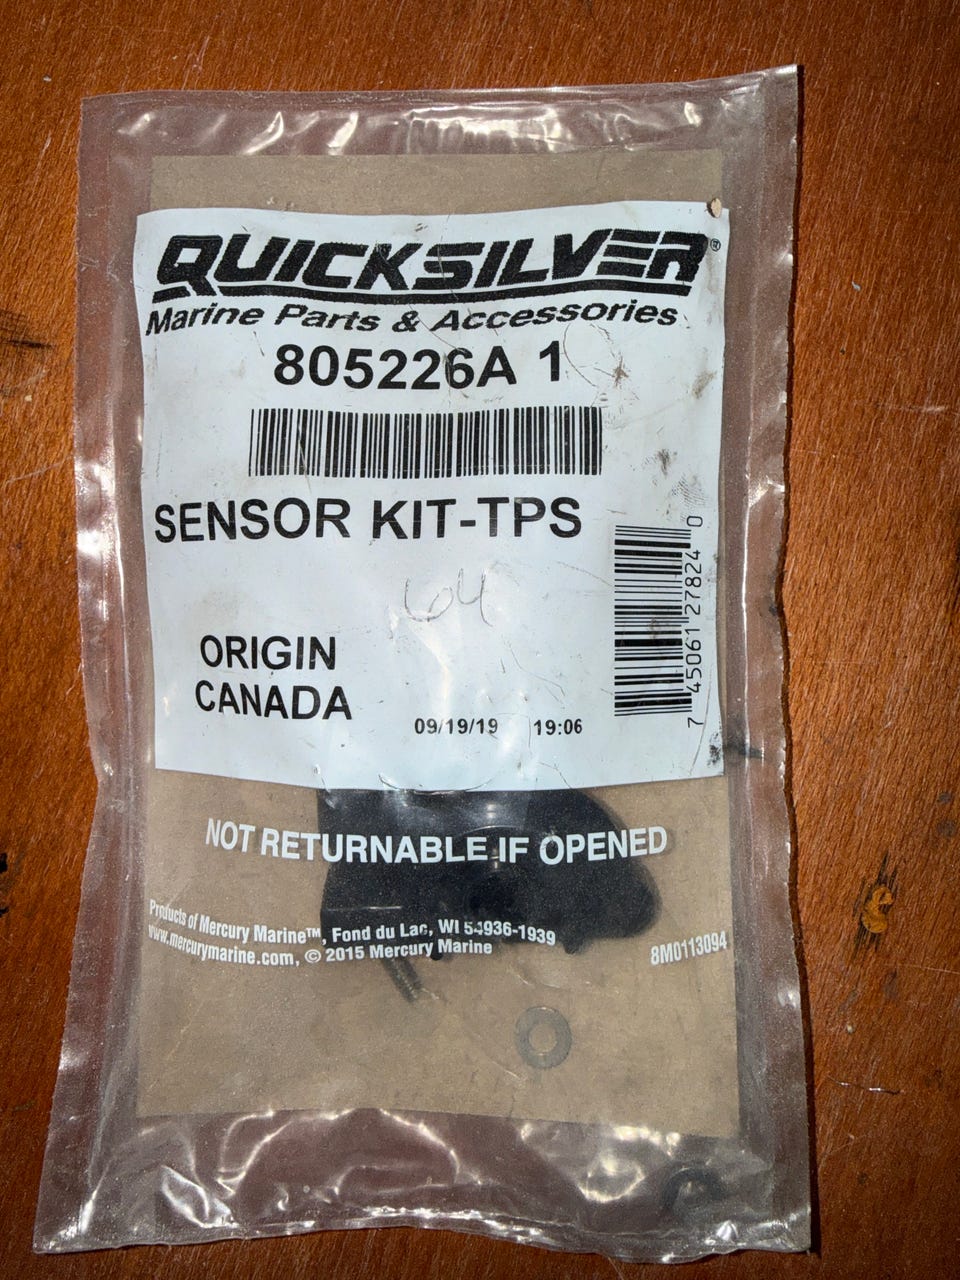 QUICKSILVER®
Marine Parts & Accessories
805226A 1
SENSOR KIT-TPS
64
ORIGIN
CANADA
09/19/19 19:06
7 45061 27824 0
NOT RETURNABLE IF OPENED
Products of Mercury Marine™, Fond du Lac, WI 54936-1939
www.mercurymarine.com, © 2015 Mercury Marine
8M0113094